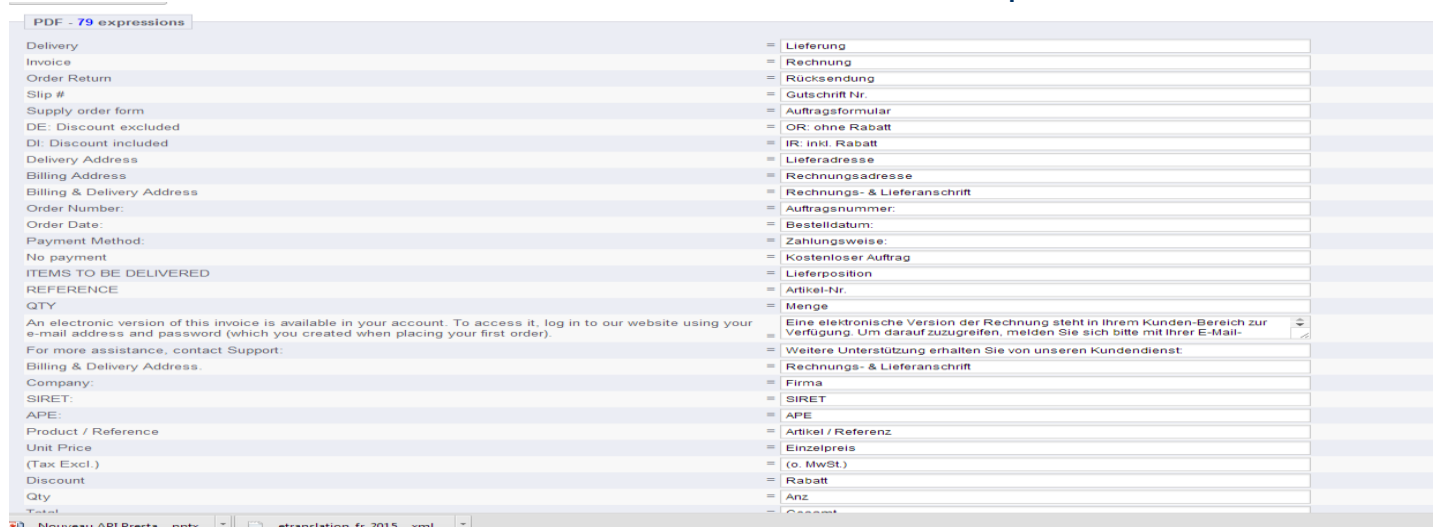 PDF - 79 expressions
Delivery = Lieferung
Invoice = Rechnung
Order Return = Rücksendung
Slip # = Gutschrift Nr.
Supply order form = Auftragsformular
DE: Discount excluded = OR: ohne Rabatt
DI: Discount included = IR: inkl. Rabatt
Delivery Address = Lieferadresse
Billing Address = Rechnungsadresse
Billing & Delivery Address = Rechnungs- & Lieferanschrift
Order Number: = Auftragsnummer:
Order Date: = Bestelldatum:
Payment Method: = Zahlungsweise:
No payment = Kostenloser Auftrag
ITEMS TO BE DELIVERED = Lieferposition
REFERENCE = Artikel-Nr.
QTY = Menge
An electronic version of this invoice is available in your account. To access it, log in to our website using your
e-mail address and password (which you created when placing your first order). =
Eine elektronische Version der Rechnung steht in Ihrem Kunden-Bereich zur
Verfügung. Um darauf zuzugreifen, melden Sie sich bitte mit Ihrer E-Mail-
For more assistance, contact Support: = Weitere Unterstützung erhalten Sie von unseren Kundendienst:
Billing & Delivery Address. = Rechnungs- & Lieferanschrift
Company: = Firma
SIRET: = SIRET
APE: = APE
Product / Reference = Artikel / Referenz
Unit Price = Einzelpreis
(Tax Excl.) = (o. MwSt.)
Discount = Rabatt
Qty = Anz
Total = Gesamt